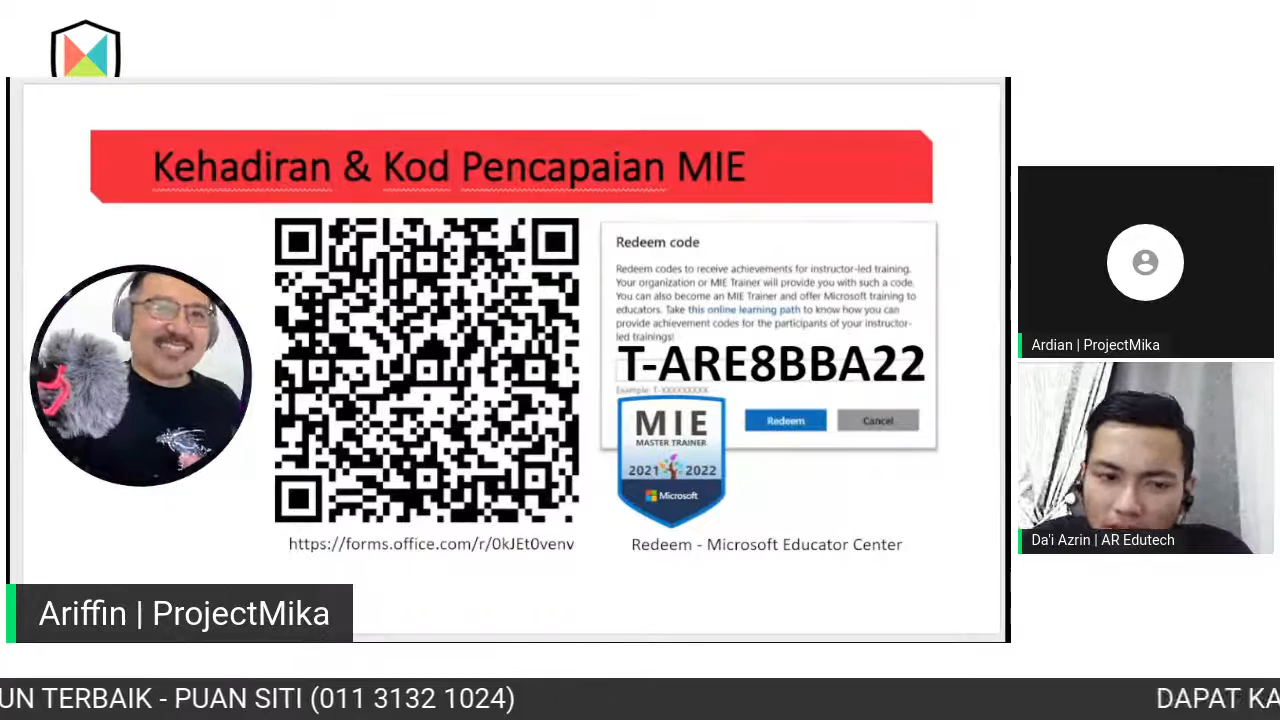 Kehadiran & Kod Pencapaian MIE
Redeem code
Redeem codes to receive achievements for instructor-led training.
Your organization or MIE Trainer will provide you with such a code.
You can also become an MIE Trainer and offer Microsoft training to
educators. Take this online learning path to know how you can
provide achievement codes for the participants of your instructor-
led trainings!
T-ARE8BBA22
Example: T-XXXXXXXXX
Redeem
Cancel
MIE
MASTER TRAINER
2021 2022
Microsoft
https://forms.office.com/r/0kJEt0venv
Redeem - Microsoft Educator Center
Ariffin | ProjectMika
Ardian | ProjectMika
Da'i Azrin | AR Edutech
UN TERBAIK - PUAN SITI (011 3132 1024)
DAPAT KA